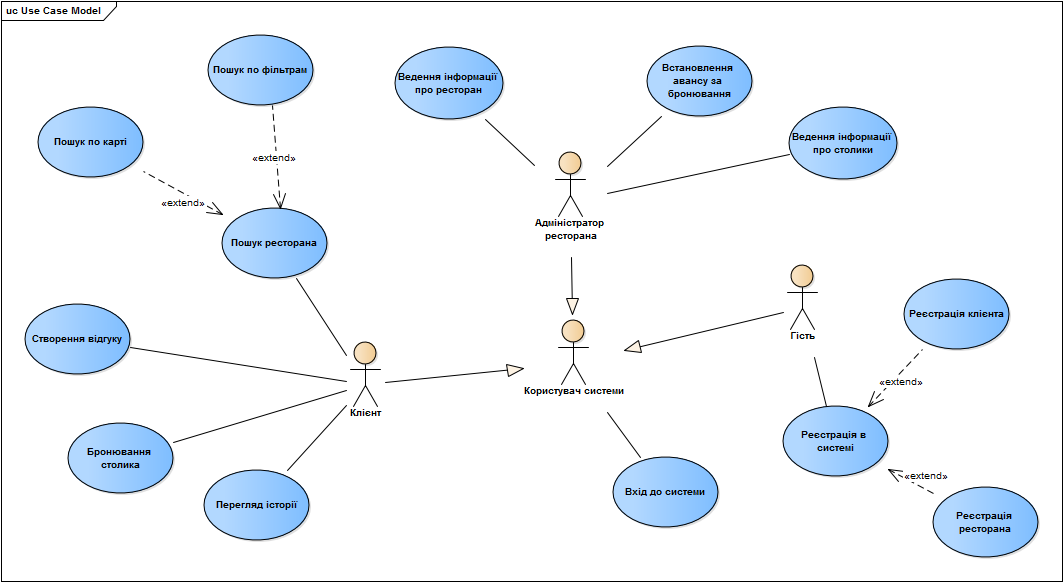 uc Use Case Model
Пошук по фільтрам
Ведення інформації
про ресторан
Встановлення
авансу за
бронювання
Пошук по карті
Ведення інформації
про столики
«extend»
«extend»
Пошук ресторана
Адміністратор
ресторана
Реєстрація клієнта
Гість
Створення відгуку
Користувач системи
«extend»
Клієнт
Реєстрація в
системі
Бронювання
столика
«extend»
Вхід до системи
Перегляд історії
Реєстрація
ресторана